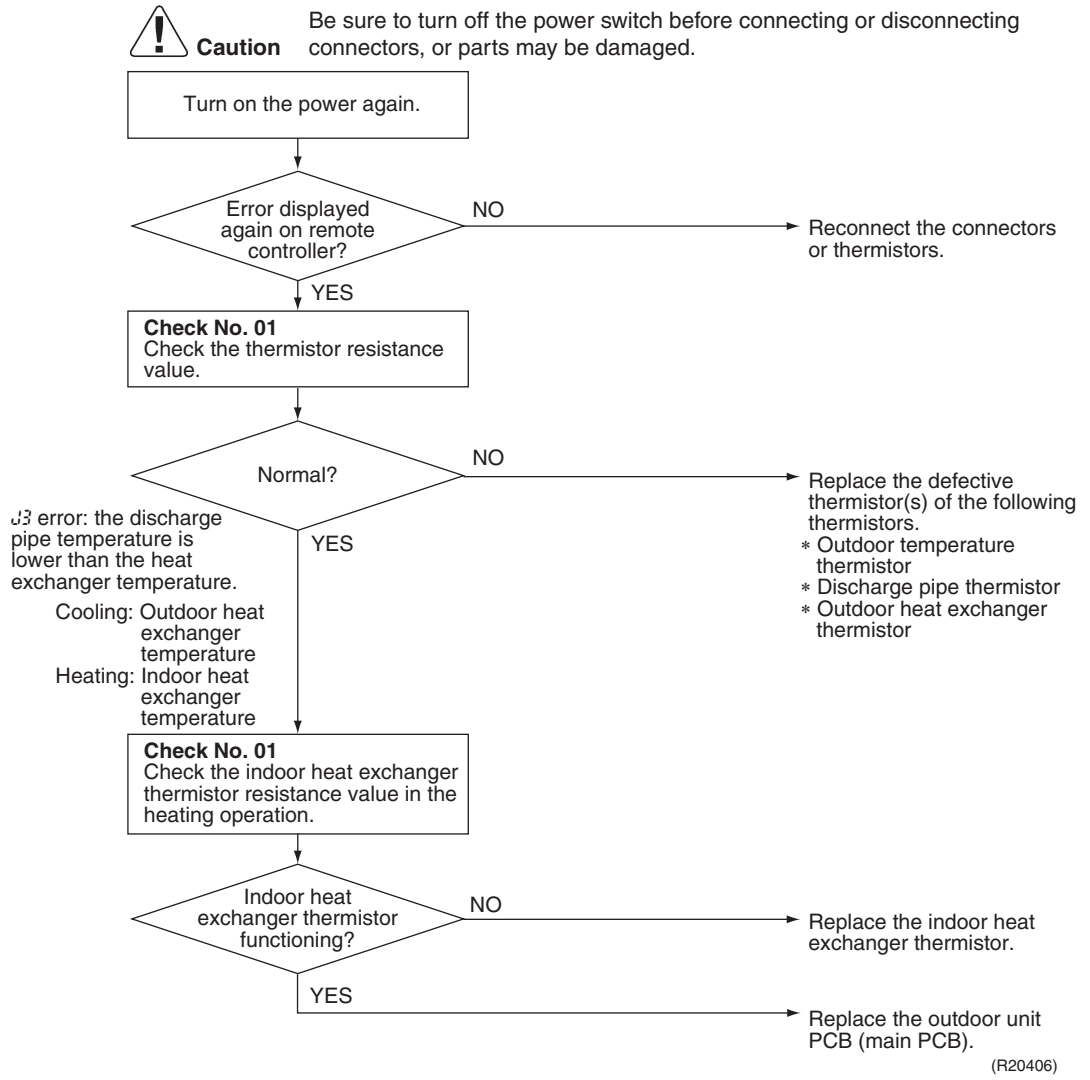 Be sure to turn off the power switch before connecting or disconnecting
Caution connectors, or parts may be damaged.
Turn on the power again.
Error displayed
again on remote
controller?
NO
Reconnect the connectors
or thermistors.
YES
Check No. 01
Check the thermistor resistance
value.
Normal?
NO
Replace the defective
thermistor(s) of the following
thermistors.
* Outdoor temperature
thermistor
* Discharge pipe thermistor
* Outdoor heat exchanger
thermistor
YES
J3 error: the discharge
pipe temperature is
lower than the heat
exchanger temperature.
Cooling: Outdoor heat
exchanger
temperature
Heating: Indoor heat
exchanger
temperature
Check No. 01
Check the indoor heat exchanger
thermistor resistance value in the
heating operation.
Indoor heat
exchanger thermistor
functioning?
NO
Replace the indoor heat
exchanger thermistor.
YES
Replace the outdoor unit
PCB (main PCB).
(R20406)